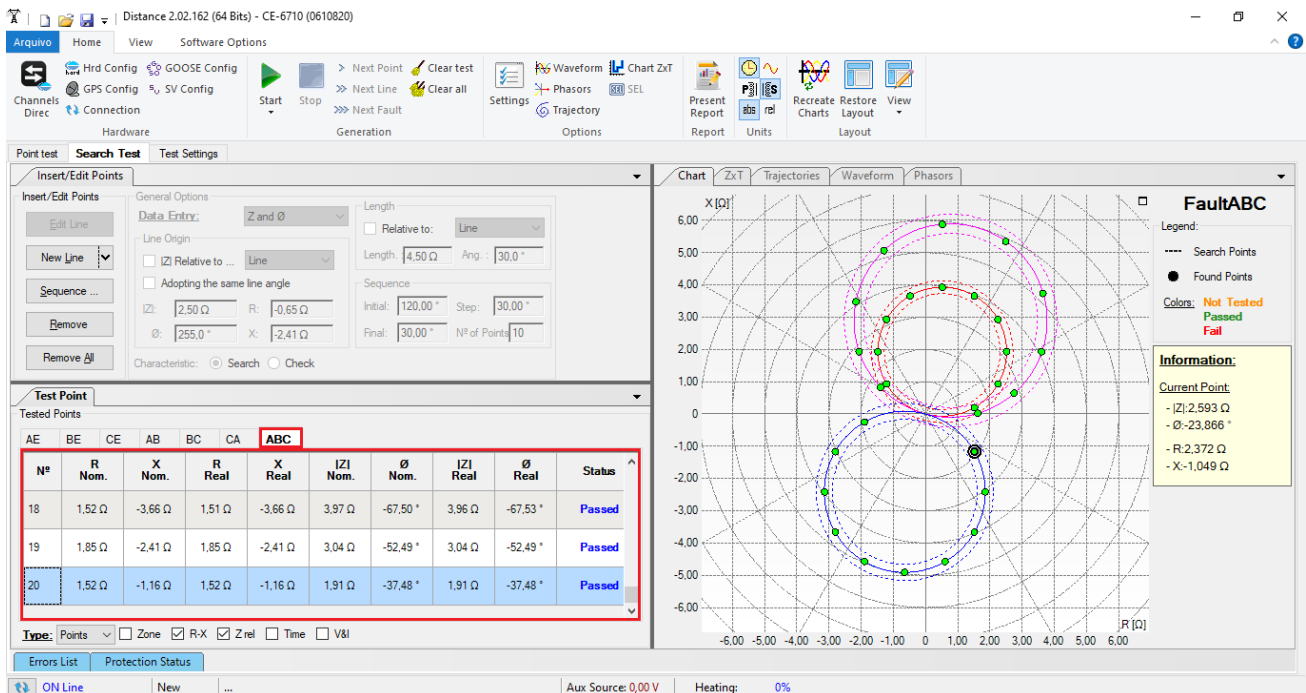 Distance 2.02.162 (64 Bits) - CE-6710 (0610820)
Arquivo Home View Software Options
Channels Direc
Hrd Config GOOSE Config
GPS Config SV Config
Connection
Hardware
Start Stop
Next Point Clear test
Next Line Clear all
Next Fault
Generation
Settings
Waveform Chart ZxT
Phasors SEL
Trajectory
Options
Present Report
Report
abs rel
Units
Recreate Charts Restore Layout View
Layout
Point test Search Test Test Settings
Insert/Edit Points
Insert/Edit Points
Edit Line
New Line
Sequence ...
Remove
Remove All
General Options
Data Entry: Z and Ø
Line Origin
|Z| Relative to ... Line
Adopting the same line angle
|Z|: 2,50 Ω R: -0,65 Ω
Ø: 255,0 ° X: -2,41 Ω
Characteristic: Search Check
Length
Relative to: Line
Length. : 4,50 Ω Ang. : 30,0 °
Sequence
Initial: 120,00 ° Step: 30,00 °
Final: 30,00 ° Nº of Points 10
Test Point
Tested Points
AE BE CE AB BC CA ABC
Nº R Nom. X Nom. R Real X Real |Z| Nom. Ø Nom. |Z| Real Ø Real Status
18 1,52 Ω -3,66 Ω 1,51 Ω -3,66 Ω 3,97 Ω -67,50 ° 3,96 Ω -67,53 ° Passed
19 1,85 Ω -2,41 Ω 1,85 Ω -2,41 Ω 3,04 Ω -52,49 ° 3,04 Ω -52,49 ° Passed
20 1,52 Ω -1,16 Ω 1,52 Ω -1,16 Ω 1,91 Ω -37,48 ° 1,91 Ω -37,48 ° Passed
Type: Points Zone R-X Z rel Time V&I
Errors List Protection Status
ON Line New ... Aux Source: 0,00 V Heating: 0%
Chart ZxT Trajectories Waveform Phasors
X [Ω]
6,00
5,00
4,00
3,00
2,00
1,00
0
-1,00
-2,00
-3,00
-4,00
-5,00
-6,00
R [Ω]
-6,00 -5,00 -4,00 -3,00 -2,00 -1,00 0 1,00 2,00 3,00 4,00 5,00 6,00
FaultABC
Legend:
Search Points
Found Points
Colors: Not Tested
Passed
Fail
Information:
Current Point:
- |Z|:2,593 Ω
- Ø:-23,866 °
- R:2,372 Ω
- X:-1,049 Ω